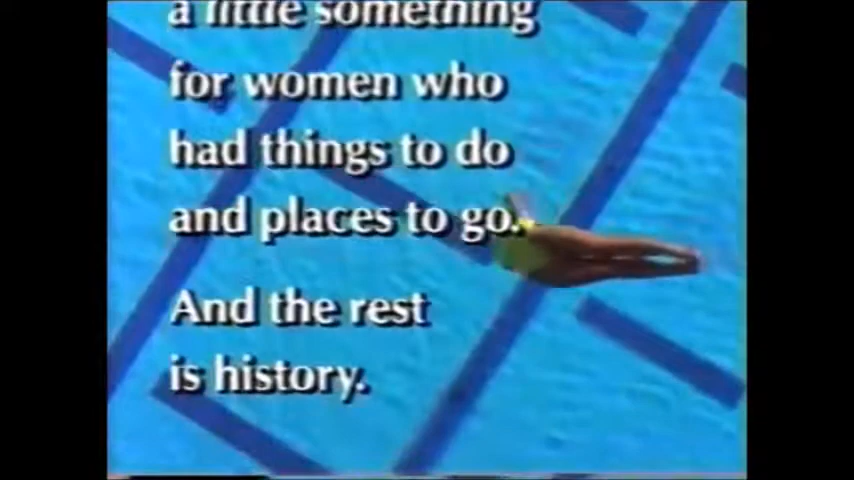 a little something
for women who
had things to do
and places to go.
And the rest
is history.